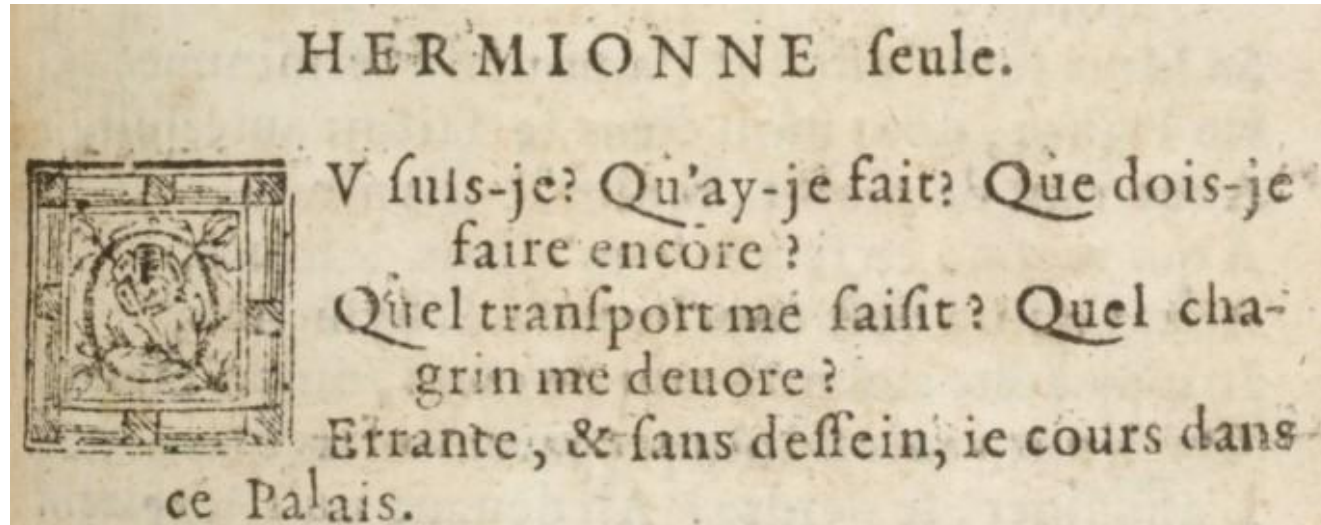 HERMIONNE ſeule.
OV ſuis-je? Qu'ay-je fait? Que dois-je
faire encore ?
Quel tranſport me ſaiſit ? Quel cha-
grin me deuore ?
Errante, & ſans deſſein, ie cours dans
ce Palais.